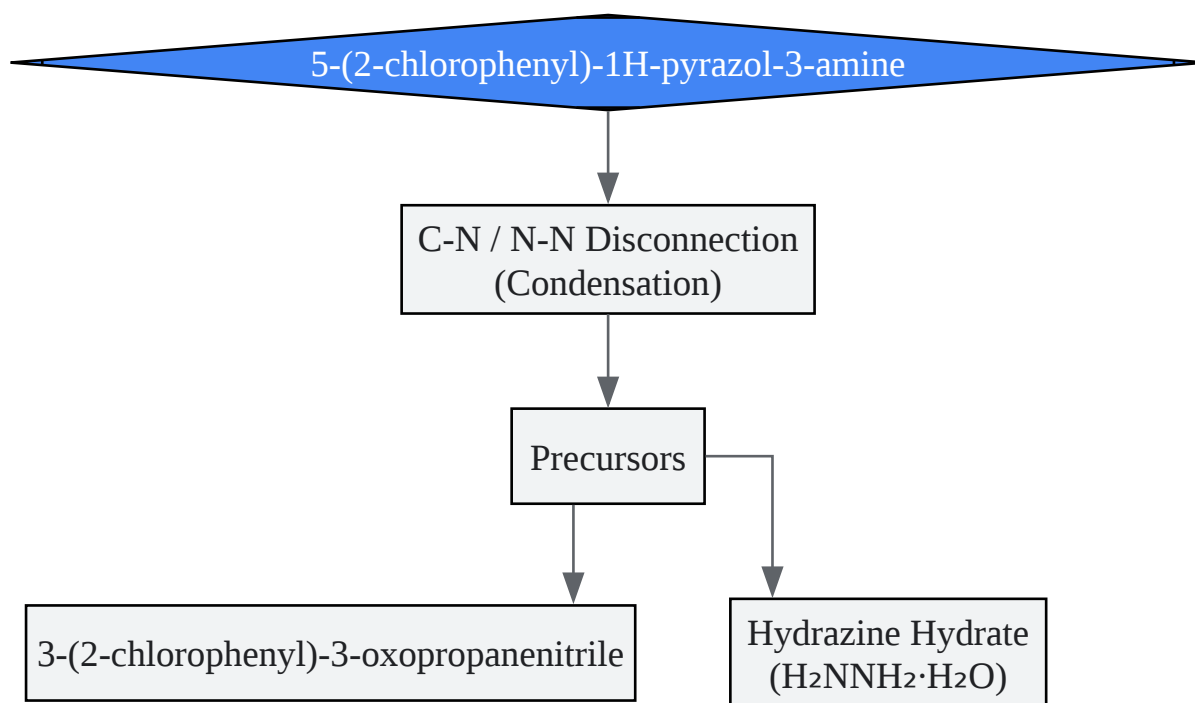 5-(2-chlorophenyl)-1H-pyrazol-3-amine
C-N / N-N Disconnection
(Condensation)
Precursors
3-(2-chlorophenyl)-3-oxopropanenitrile
Hydrazine Hydrate
(H₂NNH₂·H₂O)